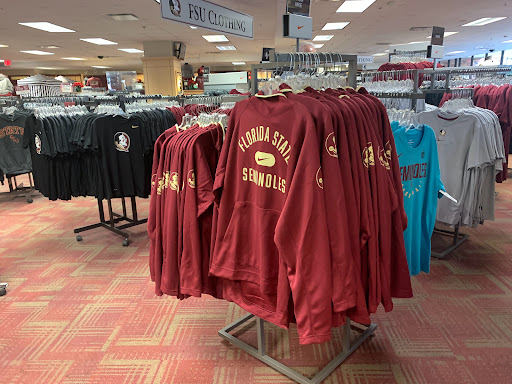 FSU CLOTHING
FLORIDA STATE
SEMINOLES